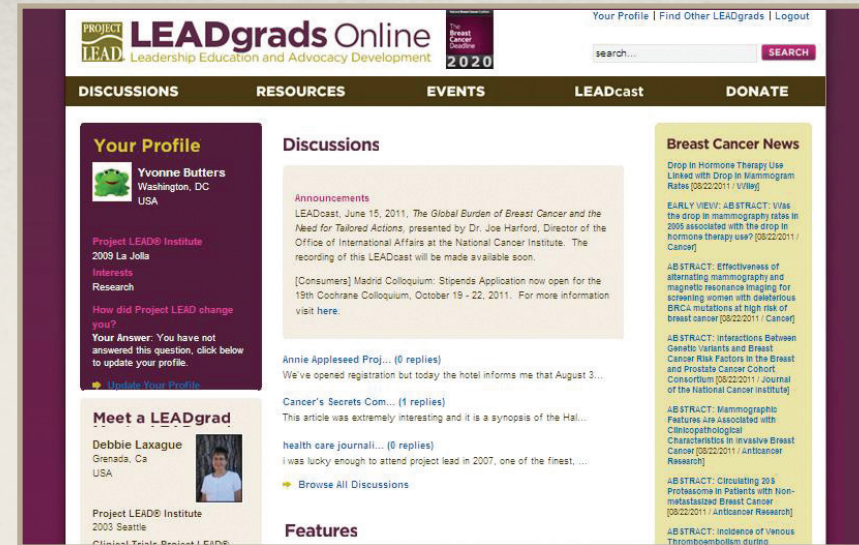 PROJECT
LEAD
LEADgrads Online
Leadership Education and Advocacy Development
The
Breast
Cancer
Deadline
2020
Your Profile | Find Other LEADgrads | Logout
search...
SEARCH
DISCUSSIONS
RESOURCES
EVENTS
LEADcast
DONATE
Your Profile
Yvonne Butters
Washington, DC
USA
Project LEAD® Institute
2009 La Jolla
Interests
Research
How did Project LEAD change
you?
Your Answer: You have not
answered this question, click below
to update your profile.
Update Your Profile
Meet a LEADgrad
Debbie Laxague
Grenada, Ca
USA
Project LEAD® Institute
2003 Seattle
Clinical Trials Project LEAD®
Discussions
Announcements
LEADcast, June 15, 2011, The Global Burden of Breast Cancer and the
Need for Tailored Actions, presented by Dr. Joe Harford, Director of the
Office of International Affairs at the National Cancer Institute. The
recording of this LEADcast will be made available soon.
[Consumers] Madrid Colloquium: Stipends Application now open for the
19th Cochrane Colloquium, October 19 - 22, 2011. For more information
visit here.
Annie Appleseed Proj... (0 replies)
We've opened registration but today the hotel informs me that August 3...
Cancer's Secrets Com... (1 replies)
This article was extremely interesting and it is a synopsis of the Hal...
health care journali... (0 replies)
i was lucky enough to attend project lead in 2007, one of the finest, ...
Browse All Discussions
Features
Breast Cancer News
Drop in Hormone Therapy Use
Linked with Drop in Mammogram
Rates [08/22/2011 / Wiley]
EARLY VIEW: ABSTRACT: Was
the drop in mammography rates in
2005 associated with the drop in
hormone therapy use? [08/22/2011 /
Cancer]
ABSTRACT: Effectiveness of
alternating mammography and
magnetic resonance imaging for
screening women with deleterious
BRCA mutations at high risk of
breast cancer [08/22/2011 / Cancer]
ABSTRACT: Interactions Between
Genetic Variants and Breast
Cancer Risk Factors in the Breast
and Prostate Cancer Cohort
Consortium [08/22/2011 / Journal
of the National Cancer Institute]
ABSTRACT: Mammographic
Features Are Associated with
Clinicopathological
Characteristics in Invasive Breast
Cancer [08/22/2011 / Anticancer
Research]
ABSTRACT: Circulating 20S
Proteasome in Patients with Non-
metastasized Breast Cancer
[08/22/2011 / Anticancer Research]
ABSTRACT: Incidence of Venous
Thromboembolism during